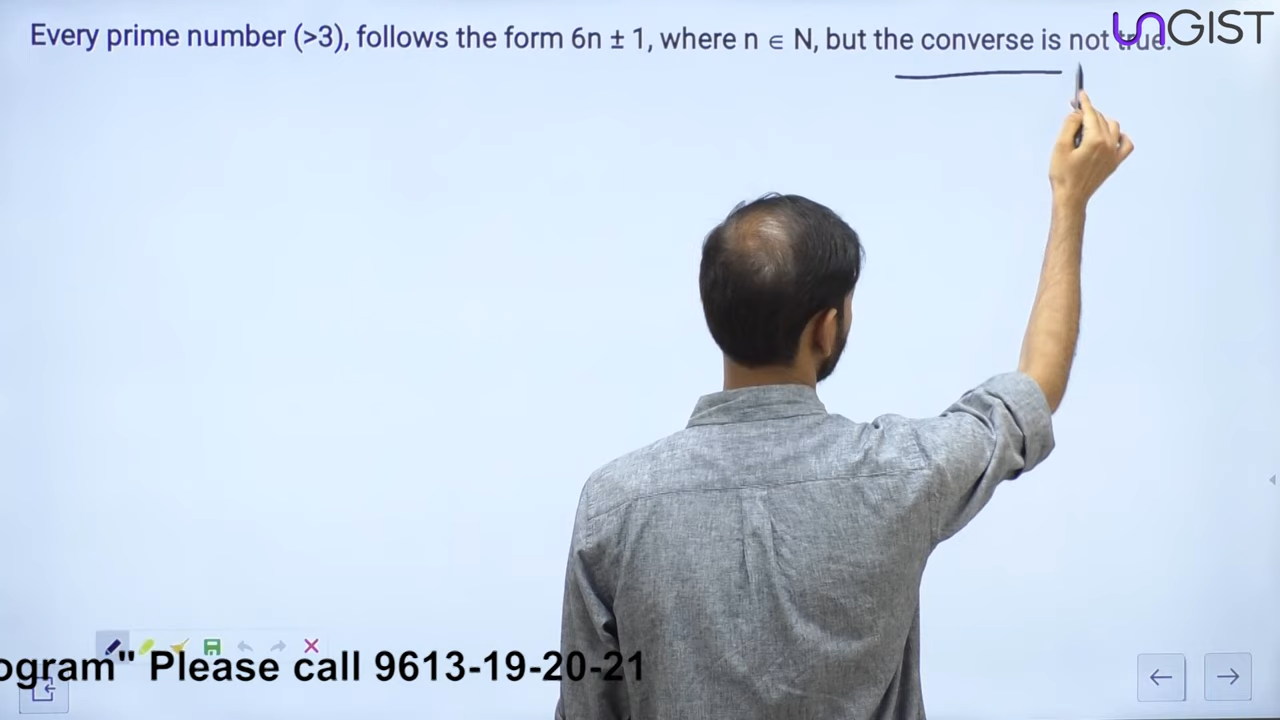 Every prime number (>3), follows the form 6n ± 1, where n ∈ N, but the converse is not true.
UNGIST
ogram" Please call 9613-19-20-21